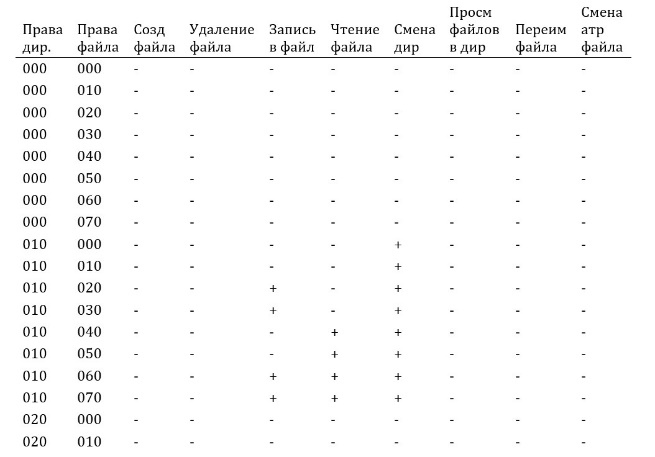 Просм Смена
Права Права Созд Удаление Запись Чтение Смена файлов Переим атр
дир. файла файла файла в файл файла дир в дир файла файла
000 000 - - - - - - - -
000 010 - - - - - - - -
000 020 - - - - - - - -
000 030 - - - - - - - -
000 040 - - - - - - - -
000 050 - - - - - - - -
000 060 - - - - - - - -
000 070 - - - - - - - -
010 000 - - - - + - - -
010 010 - - - - + - - -
010 020 - - + - + - - -
010 030 - - + - + - - -
010 040 - - - + + - - -
010 050 - - - + + - - -
010 060 - - + + + - - -
010 070 - - + + + - - -
020 000 - - - - - - - -
020 010 - - - - - - - -